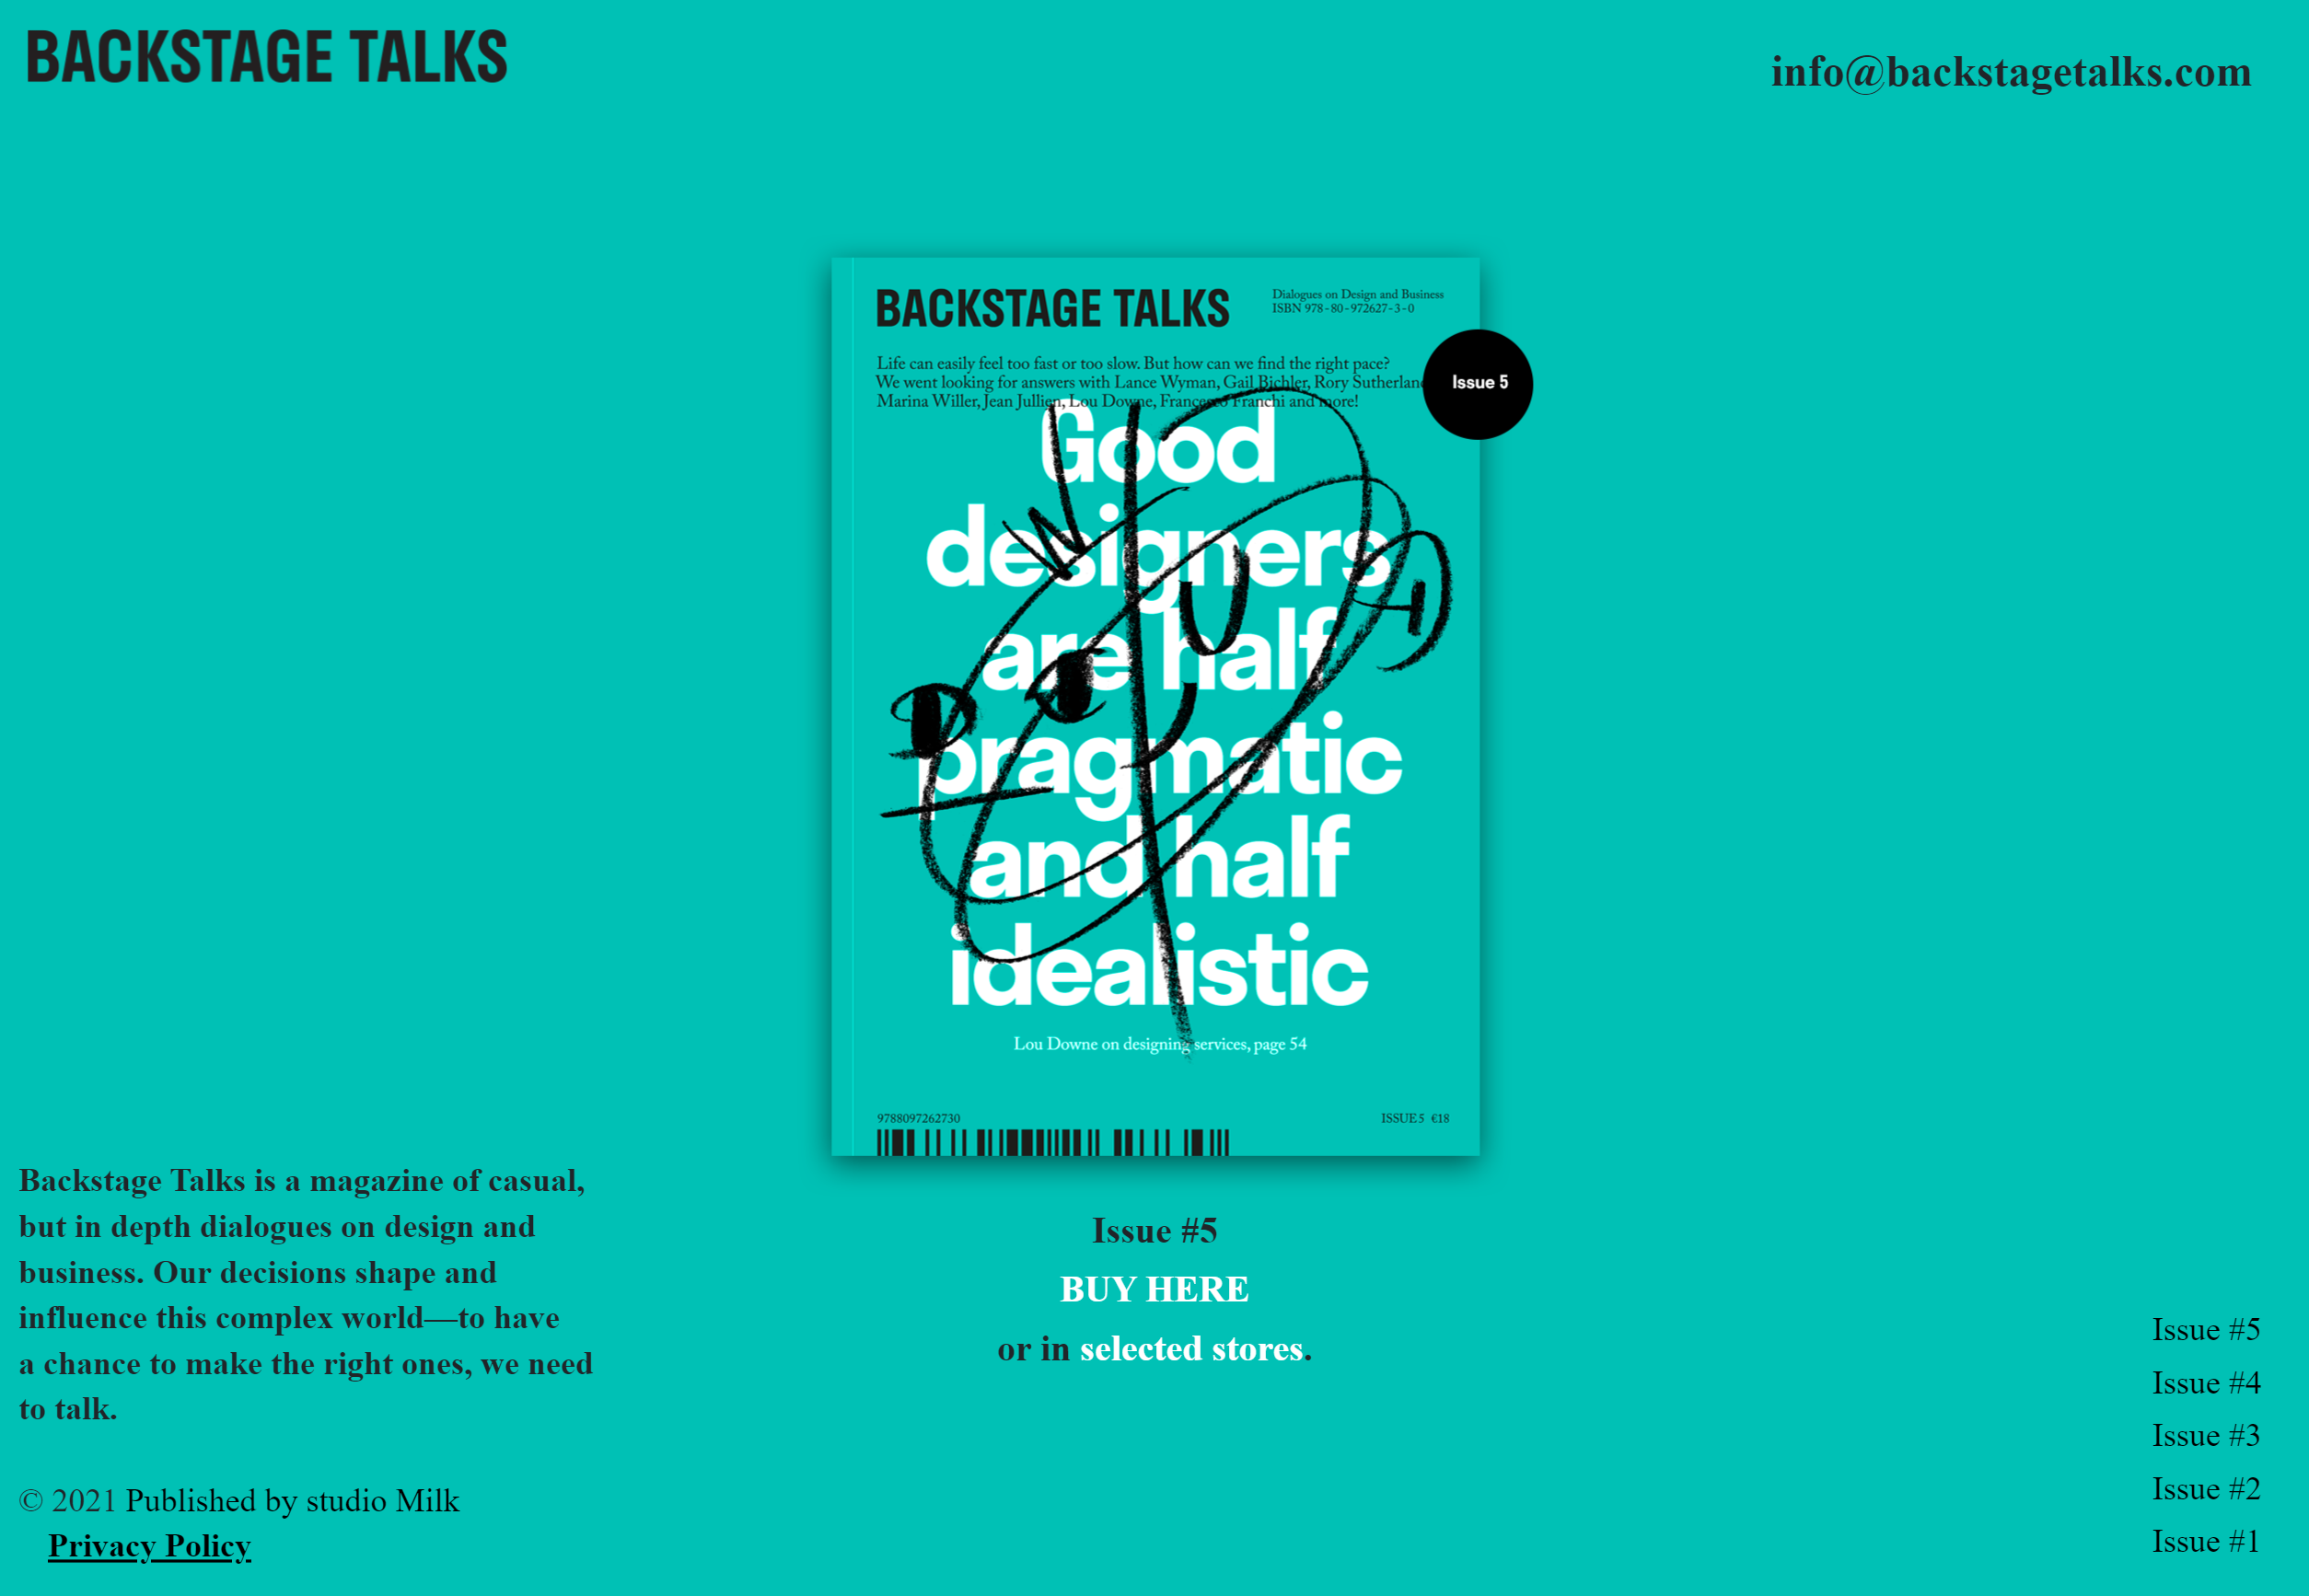 BACKSTAGE TALKS
info@backstagetalks.com
BACKSTAGE TALKS
Dialogues on Design and Business
ISBN 978-80-972627-3-0
Life can easily feel too fast or too slow. But how can we find the right pace?
We went looking for answers with Lance Wyman, Gail Bichler, Rory Sutherland
Marina Willer, Jean Jullien, Lou Downe, Francesco Franchi and more!
Issue 5
Good
designers
are half
pragmatic
and half
idealistic
Lou Downe on designing services, page 54
9788097262730
ISSUE 5 €18
Backstage Talks is a magazine of casual,
but in depth dialogues on design and
business. Our decisions shape and
influence this complex world—to have
a chance to make the right ones, we need
to talk.
© 2021 Published by studio Milk
Privacy Policy
Issue #5
BUY HERE
or in selected stores.
Issue #5
Issue #4
Issue #3
Issue #2
Issue #1